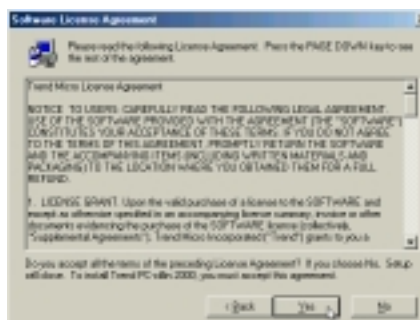 Software License Agreement
Please read the following License Agreement. Press the PAGE DOWN key to see
the rest of the agreement.
Trend Micro License Agreement
NOTICE TO USERS: CAREFULLY READ THE FOLLOWING LEGAL AGREEMENT.
USE OF THE SOFTWARE PROVIDED WITH THE AGREEMENT (THE "SOFTWARE")
CONSTITUTES YOUR ACCEPTANCE OF THESE TERMS. IF YOU DO NOT AGREE
TO THE TERMS OF THIS AGREEMENT, PROMPTLY RETURN THE SOFTWARE
AND THE ACCOMPANYING ITEMS (INCLUDING WRITTEN MATERIALS AND
PACKAGING) TO THE LOCATION WHERE YOU OBTAINED THEM FOR A FULL
REFUND.
1. LICENSE GRANT. Upon the valid purchase of a license to the SOFTWARE and
except as otherwise specified in an accompanying license summary, invoice or other
documents evidencing the purchase of the SOFTWARE license (collectively,
"Supplemental Agreements"), Trend Micro Incorporated ("Trend") grants to you a
Do you accept all the terms of the preceding License Agreement? If you choose No, Setup
will close. To install Trend PC-cillin 2000, you must accept this agreement.
< Back
Yes
No